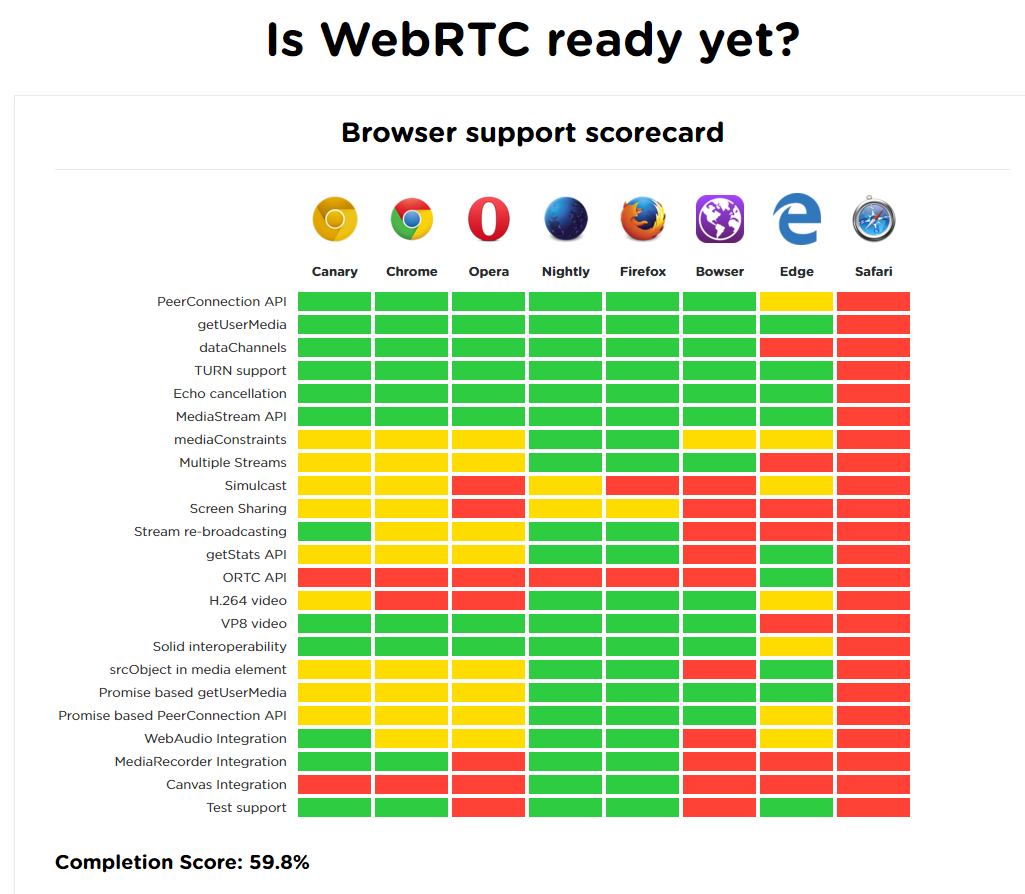 Is WebRTC ready yet?
Browser support scorecard
Canary Chrome Opera Nightly Firefox Bowser Edge Safari
PeerConnection API
getUserMedia
dataChannels
TURN support
Echo cancellation
MediaStream API
mediaConstraints
Multiple Streams
Simulcast
Screen Sharing
Stream re-broadcasting
getStats API
ORTC API
H.264 video
VP8 video
Solid interoperability
srcObject in media element
Promise based getUserMedia
Promise based PeerConnection API
WebAudio Integration
MediaRecorder Integration
Canvas Integration
Test support
Completion Score: 59.8%